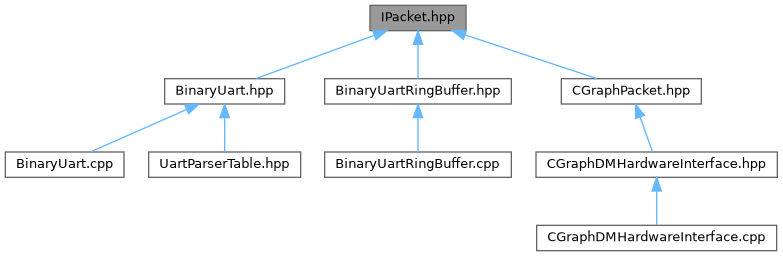 IPacket.hpp
BinaryUart.hpp
BinaryUartRingBuffer.hpp
CGraphPacket.hpp
BinaryUart.cpp
UartParserTable.hpp
BinaryUartRingBuffer.cpp
CGraphDMHardwareInterface.hpp
CGraphDMHardwareInterface.cpp